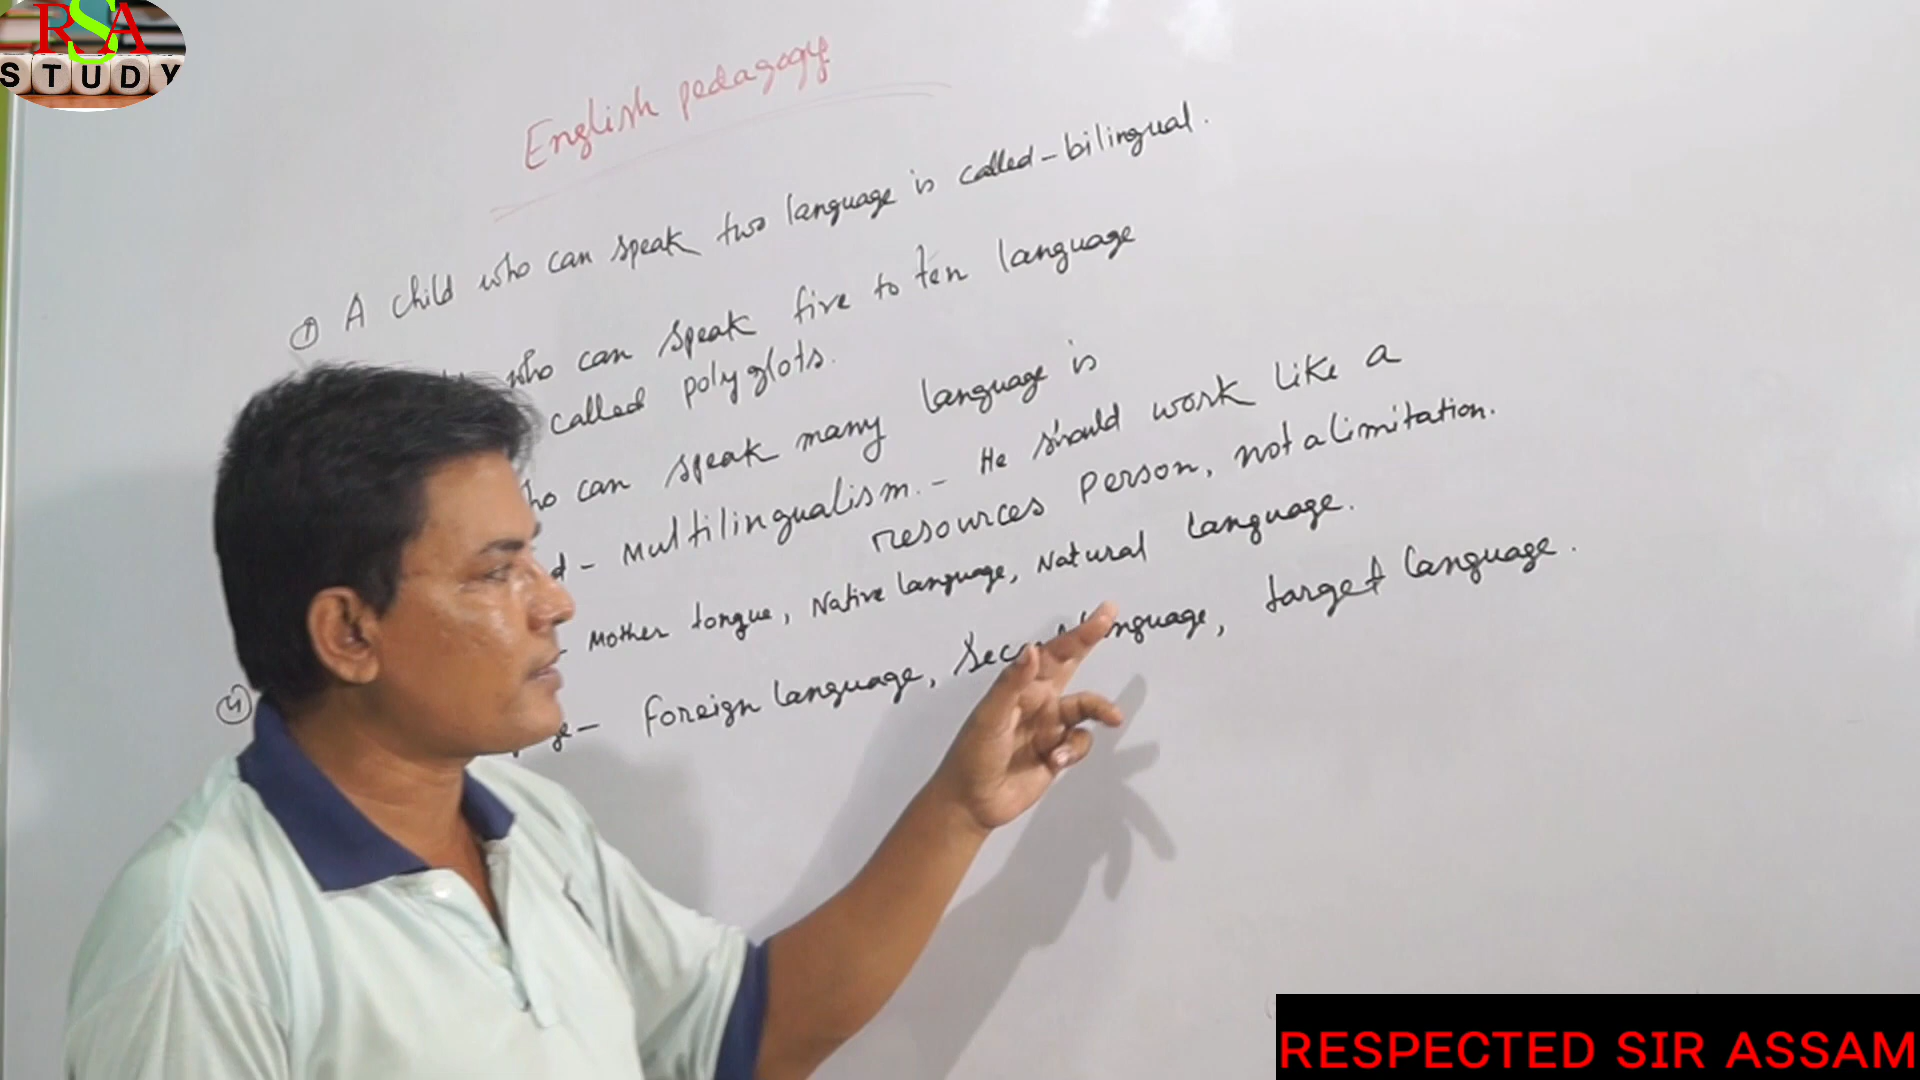 RSA
STUDY
English pedagogy
① A child who can speak two language is called - bilingual.
who can speak five to ten language
called polyglots.
who can speak many language is
- Multilingualism. - He should work like a
resources person, not a limitation.
Mother tongue, Native language, Natural language.
④
- foreign language, language, target language.
RESPECTED SIR ASSAM